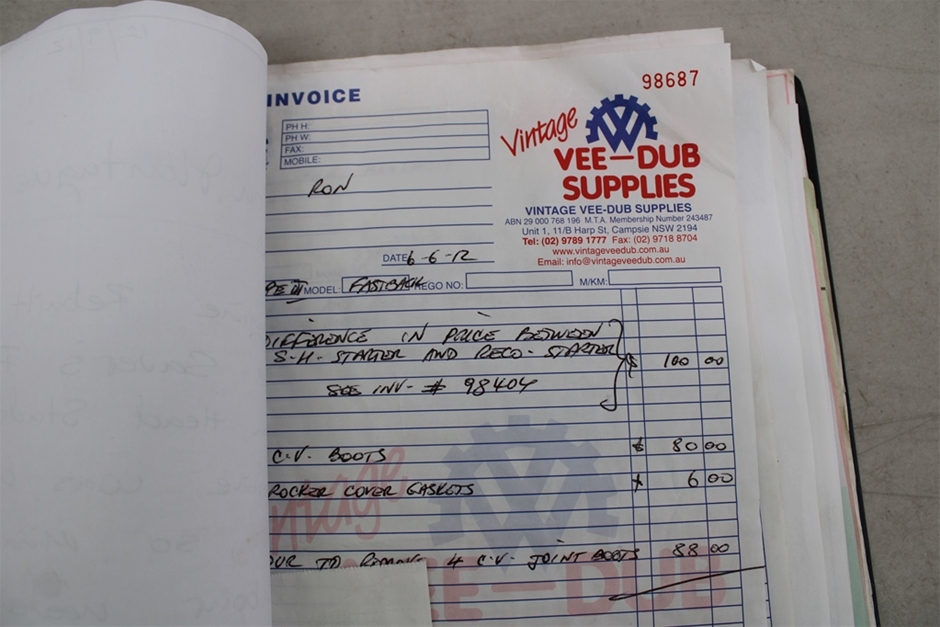 98687
INVOICE
PH H:
PH W:
FAX:
MOBILE:
Vintage
VEE-DUB
SUPPLIES
VINTAGE VEE-DUB SUPPLIES
ABN 29 000 768 196 M.T.A. Membership Number 243487
Unit 1, 11/B Harp St, Campsie NSW 2194
Tel: (02) 9789 1777 Fax: (02) 9718 8704
www.vintageveedub.com.au
Email: info@vintageveedub.com.au
RON
DATE 6-6-12
MODEL: FASTBACK REGO NO: M/KM:
DIFFERENCE IN PRICE BETWEEN
S-H- STARTER AND RECO- STARTER $ 100 00
SEE INV- # 98404
C.V. BOOTS $ 80 00
ROCKER COVER GASKETS 6 00
TO 4 C.V. JOINT BOOTS 88 00
Vintage
VEE-DUB